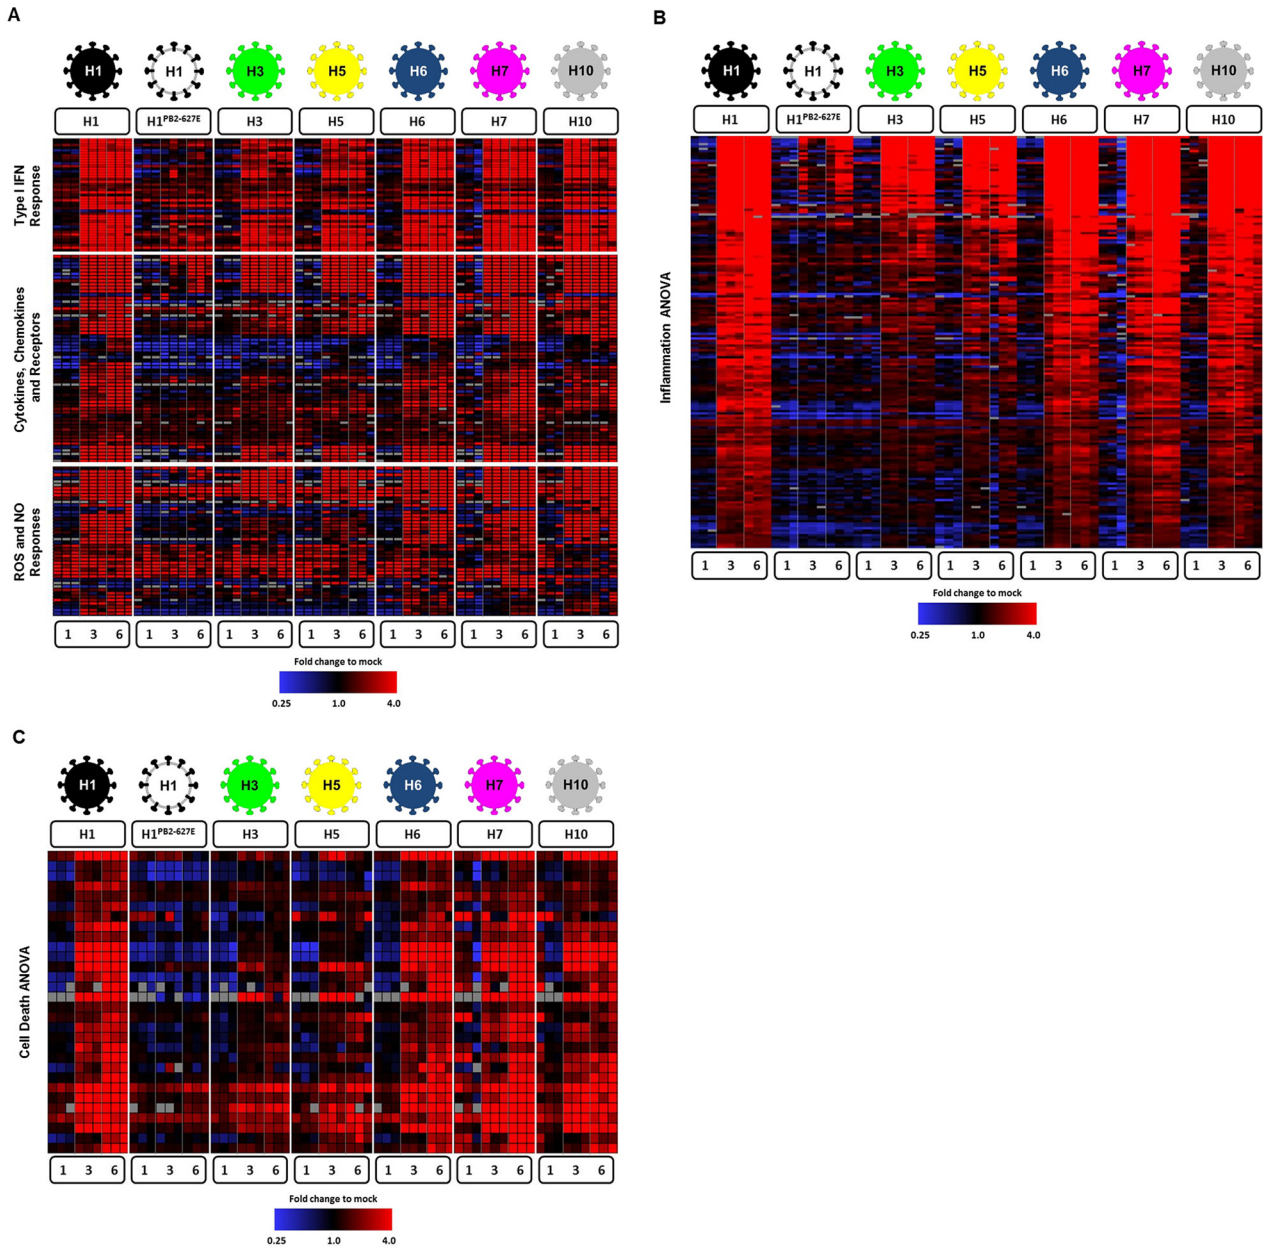 A
H1 H1 H3 H5 H6 H7 H10
H1 H1PB2-627E H3 H5 H6 H7 H10
Type I IFN
Response
Cytokines, Chemokines
and Receptors
ROS and NO
Responses
1 3 6 1 3 6 1 3 6 1 3 6 1 3 6 1 3 6 1 3 6
Fold change to mock
0.25 1.0 4.0
B
H1 H1 H3 H5 H6 H7 H10
H1 H1PB2-627E H3 H5 H6 H7 H10
Inflammation ANOVA
1 3 6 1 3 6 1 3 6 1 3 6 1 3 6 1 3 6 1 3 6
Fold change to mock
0.25 1.0 4.0
C
H1 H1 H3 H5 H6 H7 H10
H1 H1PB2-627E H3 H5 H6 H7 H10
Cell Death ANOVA
1 3 6 1 3 6 1 3 6 1 3 6 1 3 6 1 3 6 1 3 6
Fold change to mock
0.25 1.0 4.0